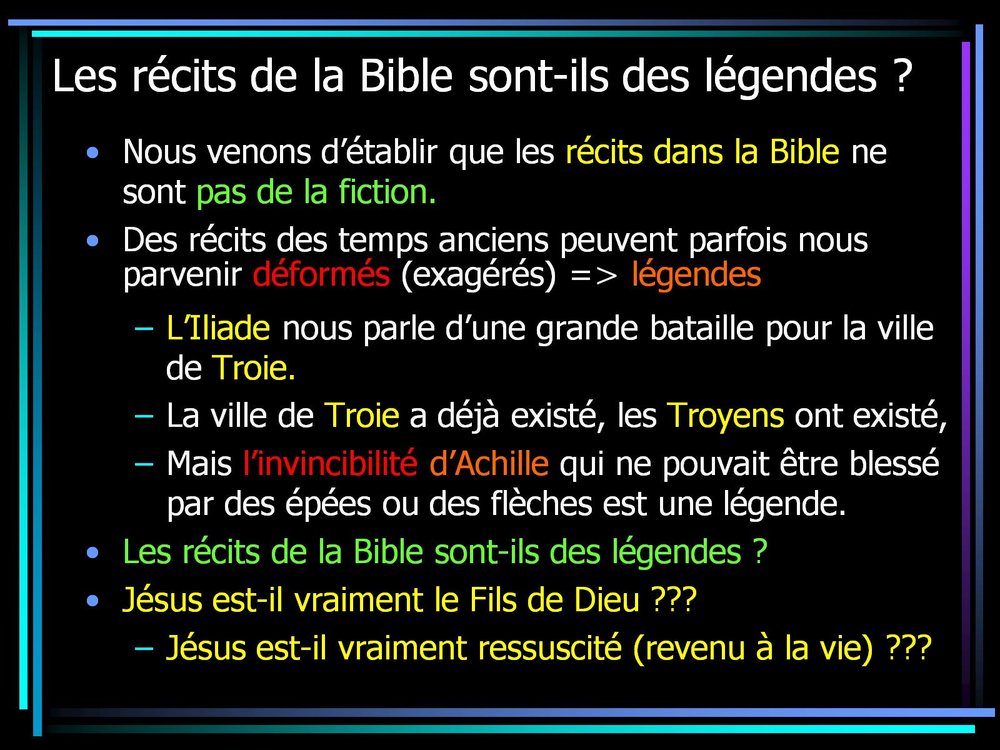 Les récits de la Bible sont-ils des légendes ?
• Nous venons d’établir que les récits dans la Bible ne
sont pas de la fiction.
• Des récits des temps anciens peuvent parfois nous
parvenir déformés (exagérés) => légendes
– L’Iliade nous parle d’une grande bataille pour la ville
de Troie.
– La ville de Troie a déjà existé, les Troyens ont existé,
– Mais l’invincibilité d’Achille qui ne pouvait être blessé
par des épées ou des flèches est une légende.
• Les récits de la Bible sont-ils des légendes ?
• Jésus est-il vraiment le Fils de Dieu ???
– Jésus est-il vraiment ressuscité (revenu à la vie) ???